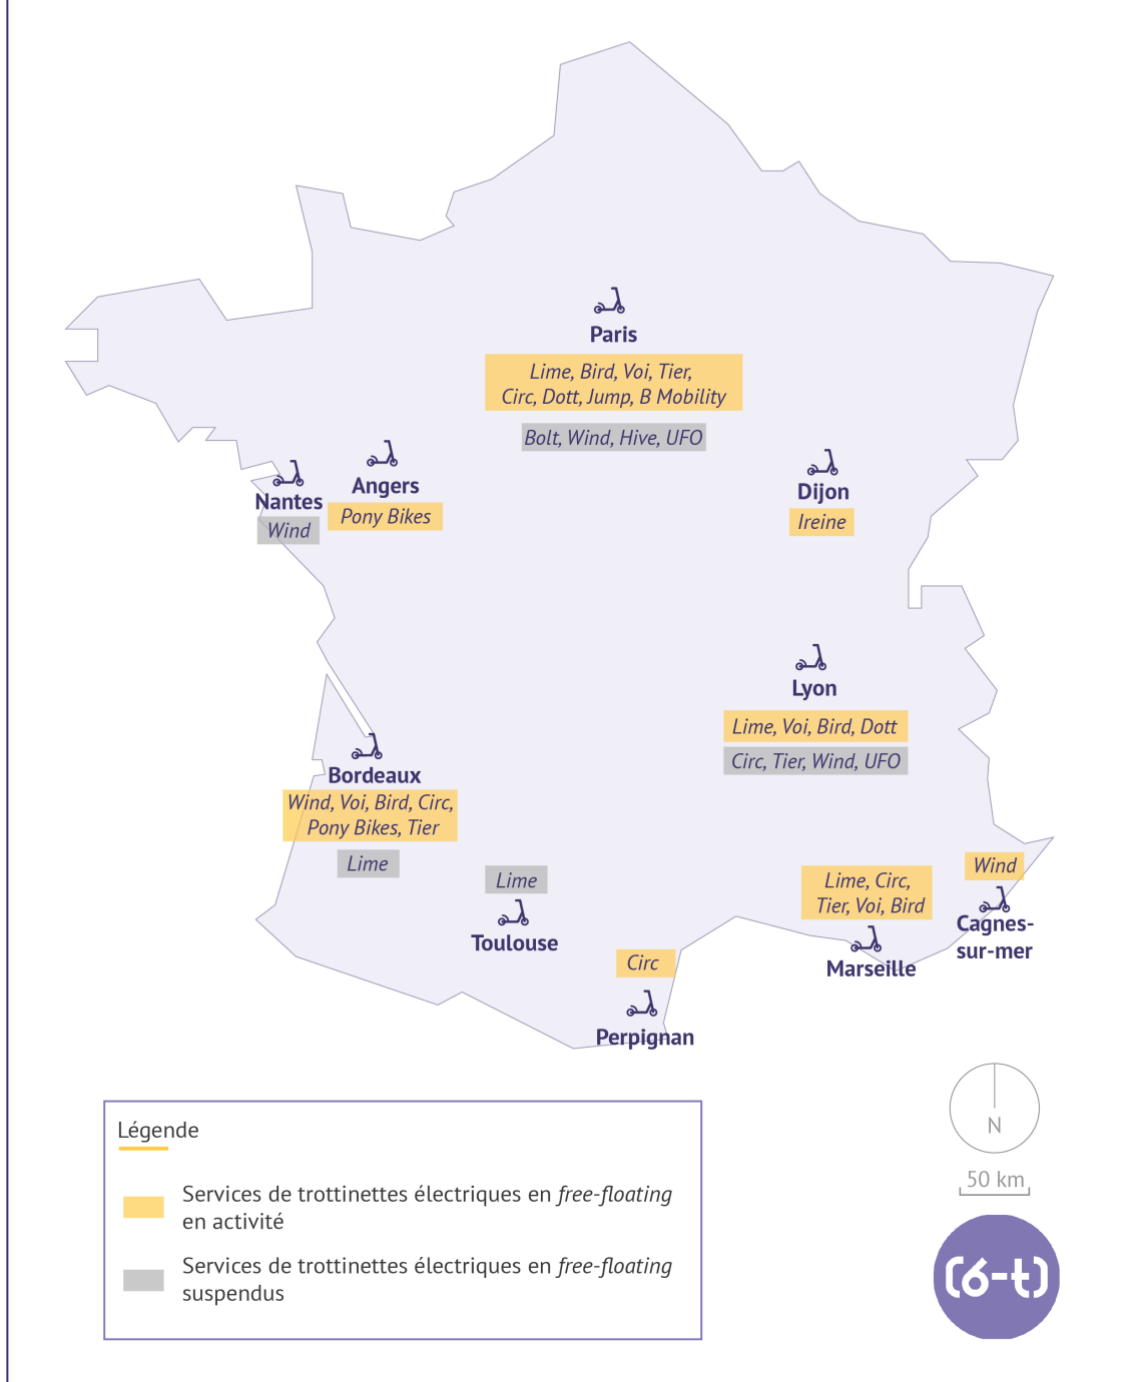 Paris
Lime, Bird, Voi, Tier,
Circ, Dott, Jump, B Mobility
Bolt, Wind, Hive, UFO
Angers
Pony Bikes
Nantes
Wind
Dijon
Ireine
Lyon
Lime, Voi, Bird, Dott
Circ, Tier, Wind, UFO
Bordeaux
Wind, Voi, Bird, Circ,
Pony Bikes, Tier
Lime
Lime
Toulouse
Lime, Circ,
Tier, Voi, Bird
Marseille
Wind
Cagnes-
sur-mer
Circ
Perpignan
Légende
Services de trottinettes électriques en free-floating
en activité
Services de trottinettes électriques en free-floating
suspendus
N
50 km
(6-t)